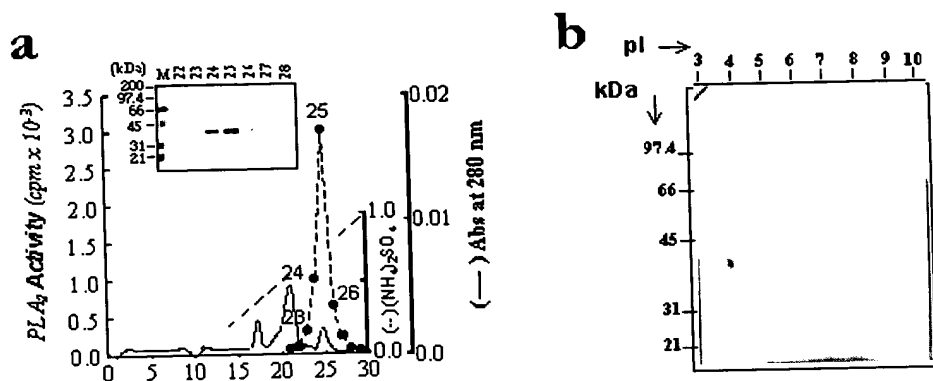 a
(kDa) M 22 23 24 25 26 27 28
200
97.4
66
45
31
21
PLA₂ Activity (cpm x 10⁻³)
3.5
3.0
2.5
2.0
1.5
1.0
0.5
0.0
25
24
23
26
0 5 10 15 20 25 30
1.0
0.0
(--)(NH₄)₂SO₄
0.02
0.01
0.0
(—) Abs at 280 nm
b
pI →
3 4 5 6 7 8 9 10
kDa
↓
97.4
66
45
31
21